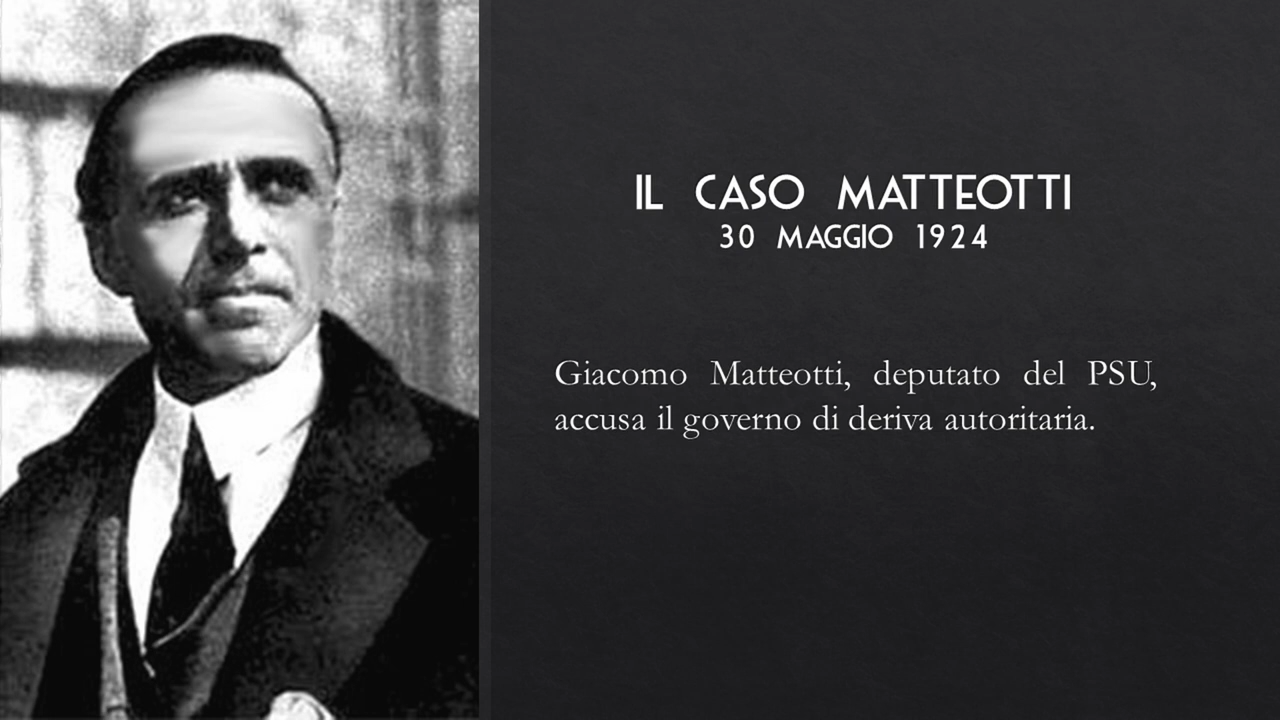 IL CASO MATTEOTTI
30 MAGGIO 1924
Giacomo Matteotti, deputato del PSU,
accusa il governo di deriva autoritaria.